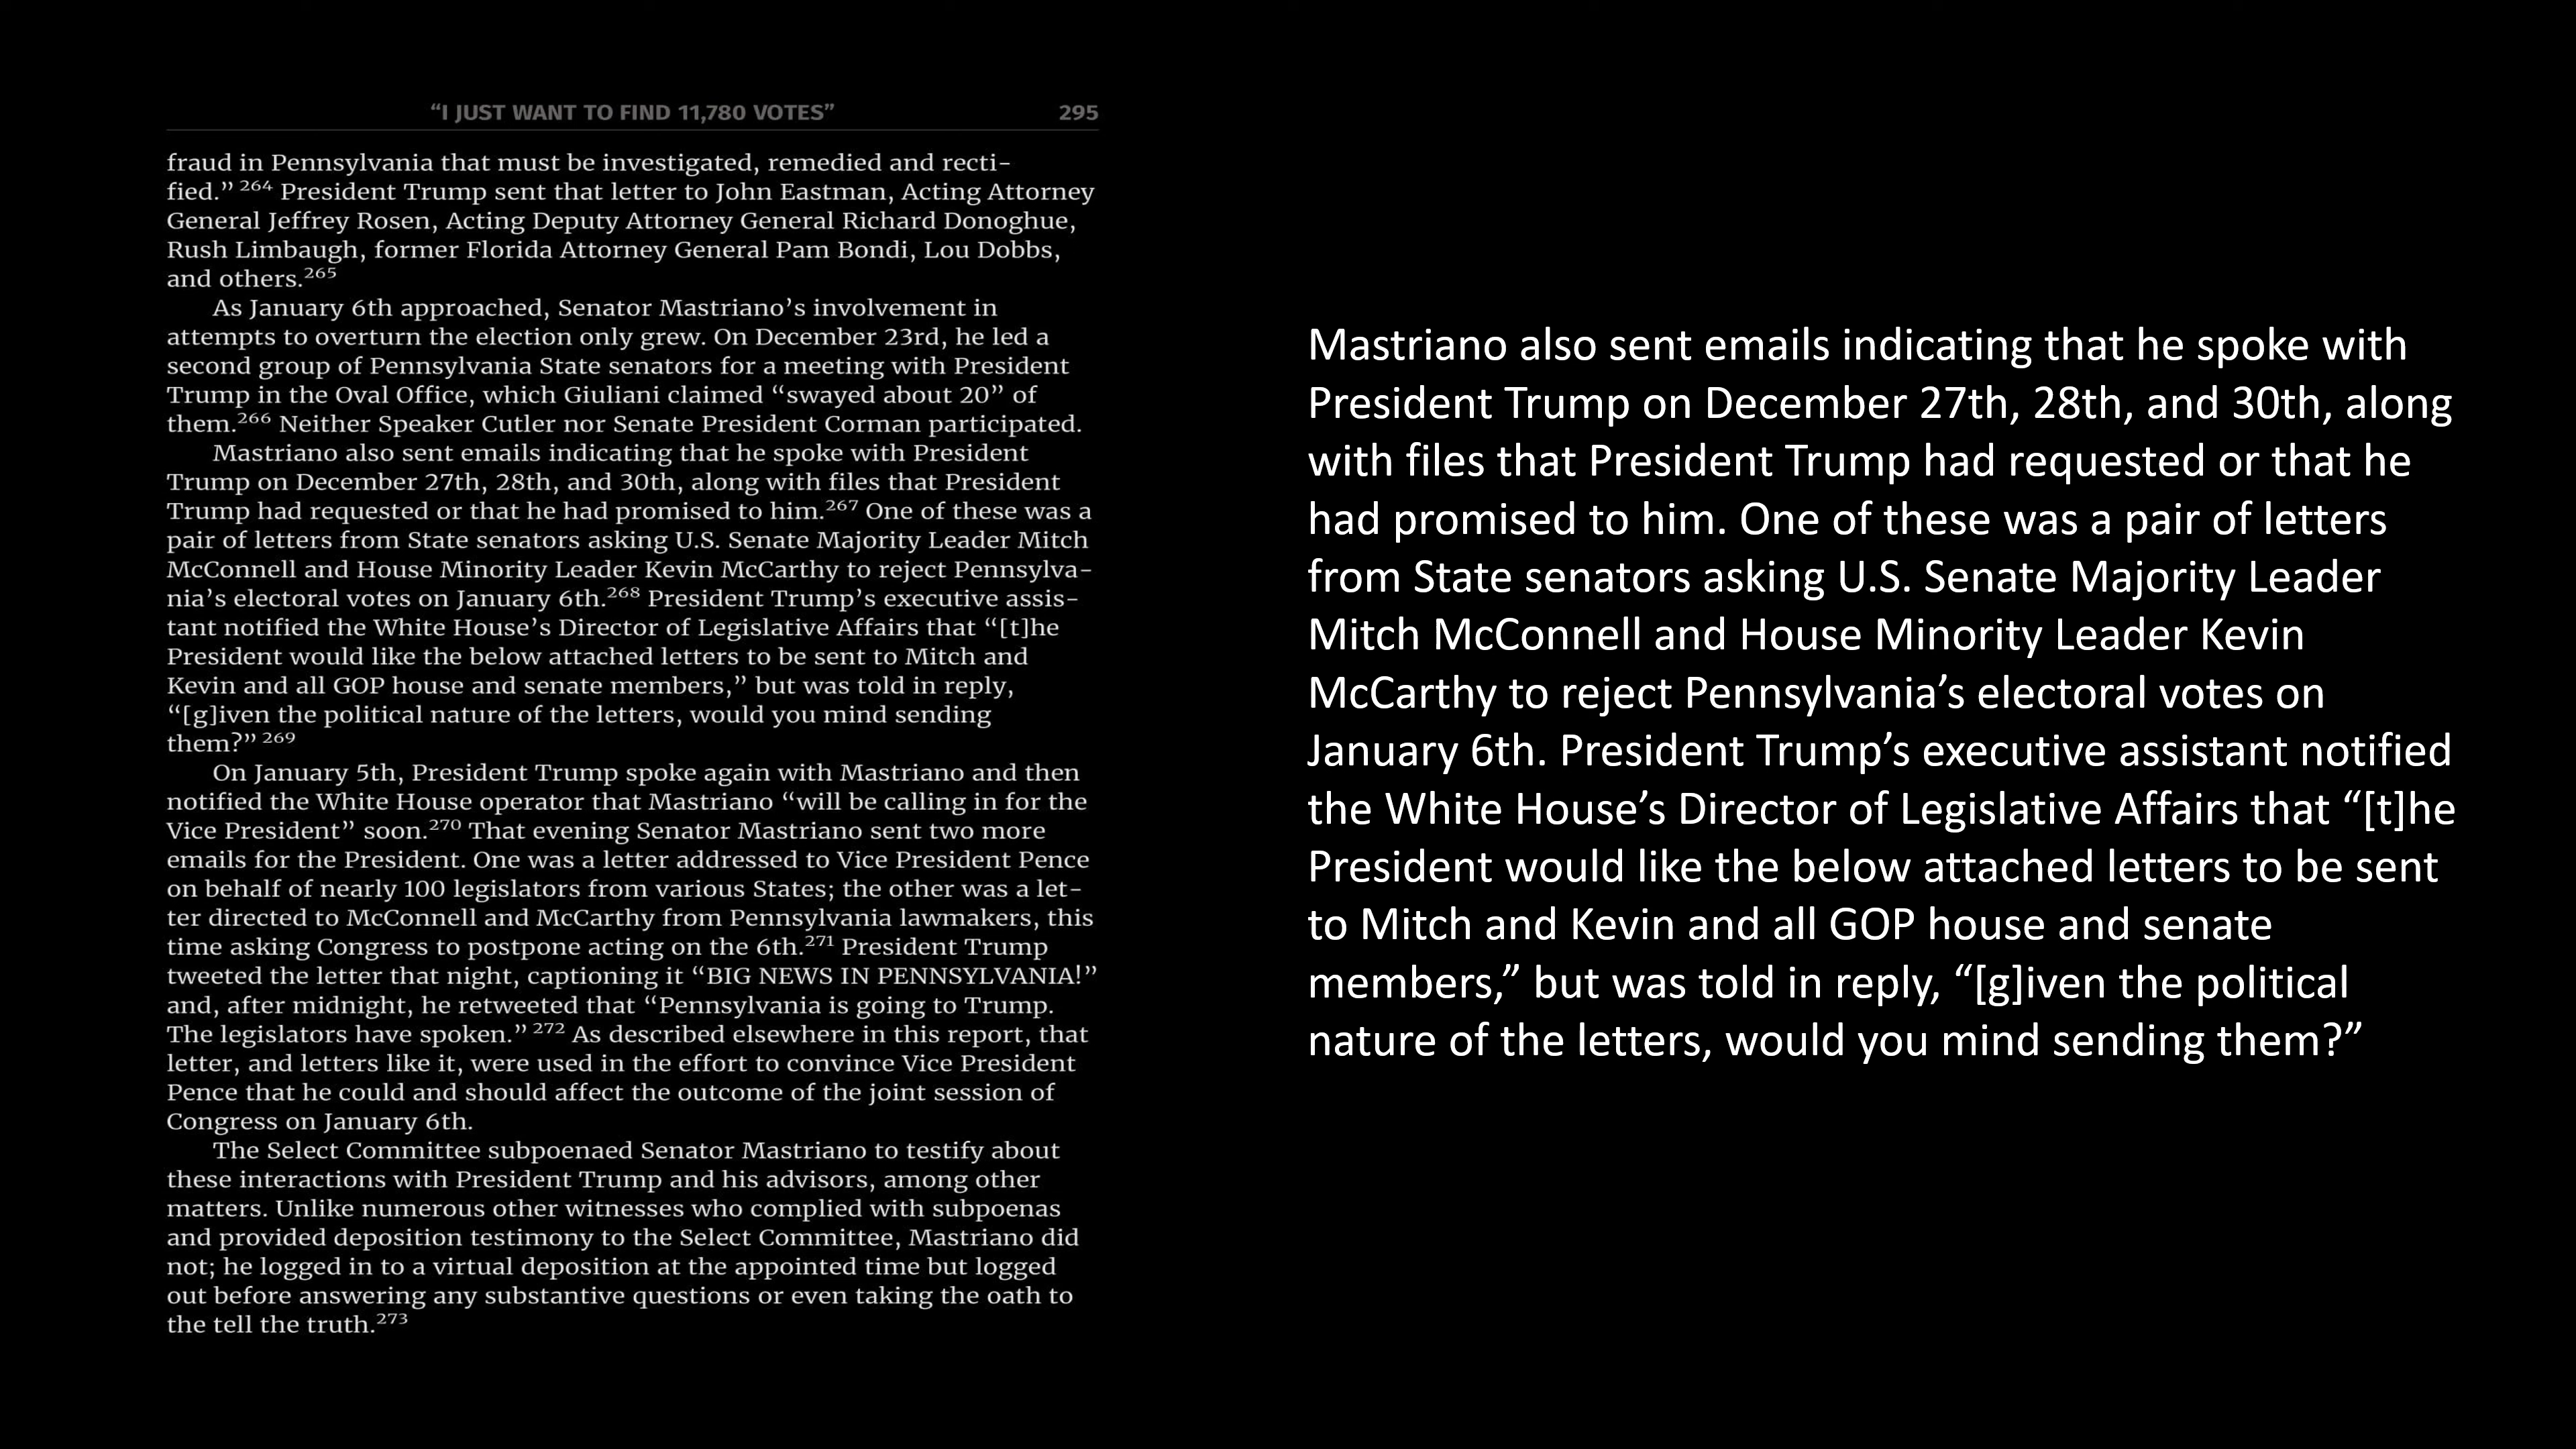 “I JUST WANT TO FIND 11,780 VOTES” 295
fraud in Pennsylvania that must be investigated, remedied and recti-
fied.” 264 President Trump sent that letter to John Eastman, Acting Attorney
General Jeffrey Rosen, Acting Deputy Attorney General Richard Donoghue,
Rush Limbaugh, former Florida Attorney General Pam Bondi, Lou Dobbs,
and others.265
As January 6th approached, Senator Mastriano’s involvement in
attempts to overturn the election only grew. On December 23rd, he led a
second group of Pennsylvania State senators for a meeting with President
Trump in the Oval Office, which Giuliani claimed “swayed about 20” of
them.266 Neither Speaker Cutler nor Senate President Corman participated.
Mastriano also sent emails indicating that he spoke with President
Trump on December 27th, 28th, and 30th, along with files that President
Trump had requested or that he had promised to him.267 One of these was a
pair of letters from State senators asking U.S. Senate Majority Leader Mitch
McConnell and House Minority Leader Kevin McCarthy to reject Pennsylva-
nia’s electoral votes on January 6th.268 President Trump’s executive assis-
tant notified the White House’s Director of Legislative Affairs that “[t]he
President would like the below attached letters to be sent to Mitch and
Kevin and all GOP house and senate members,” but was told in reply,
“[g]iven the political nature of the letters, would you mind sending
them?” 269
On January 5th, President Trump spoke again with Mastriano and then
notified the White House operator that Mastriano “will be calling in for the
Vice President” soon.270 That evening Senator Mastriano sent two more
emails for the President. One was a letter addressed to Vice President Pence
on behalf of nearly 100 legislators from various States; the other was a let-
ter directed to McConnell and McCarthy from Pennsylvania lawmakers, this
time asking Congress to postpone acting on the 6th.271 President Trump
tweeted the letter that night, captioning it “BIG NEWS IN PENNSYLVANIA!”
and, after midnight, he retweeted that “Pennsylvania is going to Trump.
The legislators have spoken.” 272 As described elsewhere in this report, that
letter, and letters like it, were used in the effort to convince Vice President
Pence that he could and should affect the outcome of the joint session of
Congress on January 6th.
The Select Committee subpoenaed Senator Mastriano to testify about
these interactions with President Trump and his advisors, among other
matters. Unlike numerous other witnesses who complied with subpoenas
and provided deposition testimony to the Select Committee, Mastriano did
not; he logged in to a virtual deposition at the appointed time but logged
out before answering any substantive questions or even taking the oath to
the tell the truth.273
Mastriano also sent emails indicating that he spoke with
President Trump on December 27th, 28th, and 30th, along
with files that President Trump had requested or that he
had promised to him. One of these was a pair of letters
from State senators asking U.S. Senate Majority Leader
Mitch McConnell and House Minority Leader Kevin
McCarthy to reject Pennsylvania’s electoral votes on
January 6th. President Trump’s executive assistant notified
the White House’s Director of Legislative Affairs that “[t]he
President would like the below attached letters to be sent
to Mitch and Kevin and all GOP house and senate
members,” but was told in reply, “[g]iven the political
nature of the letters, would you mind sending them?”